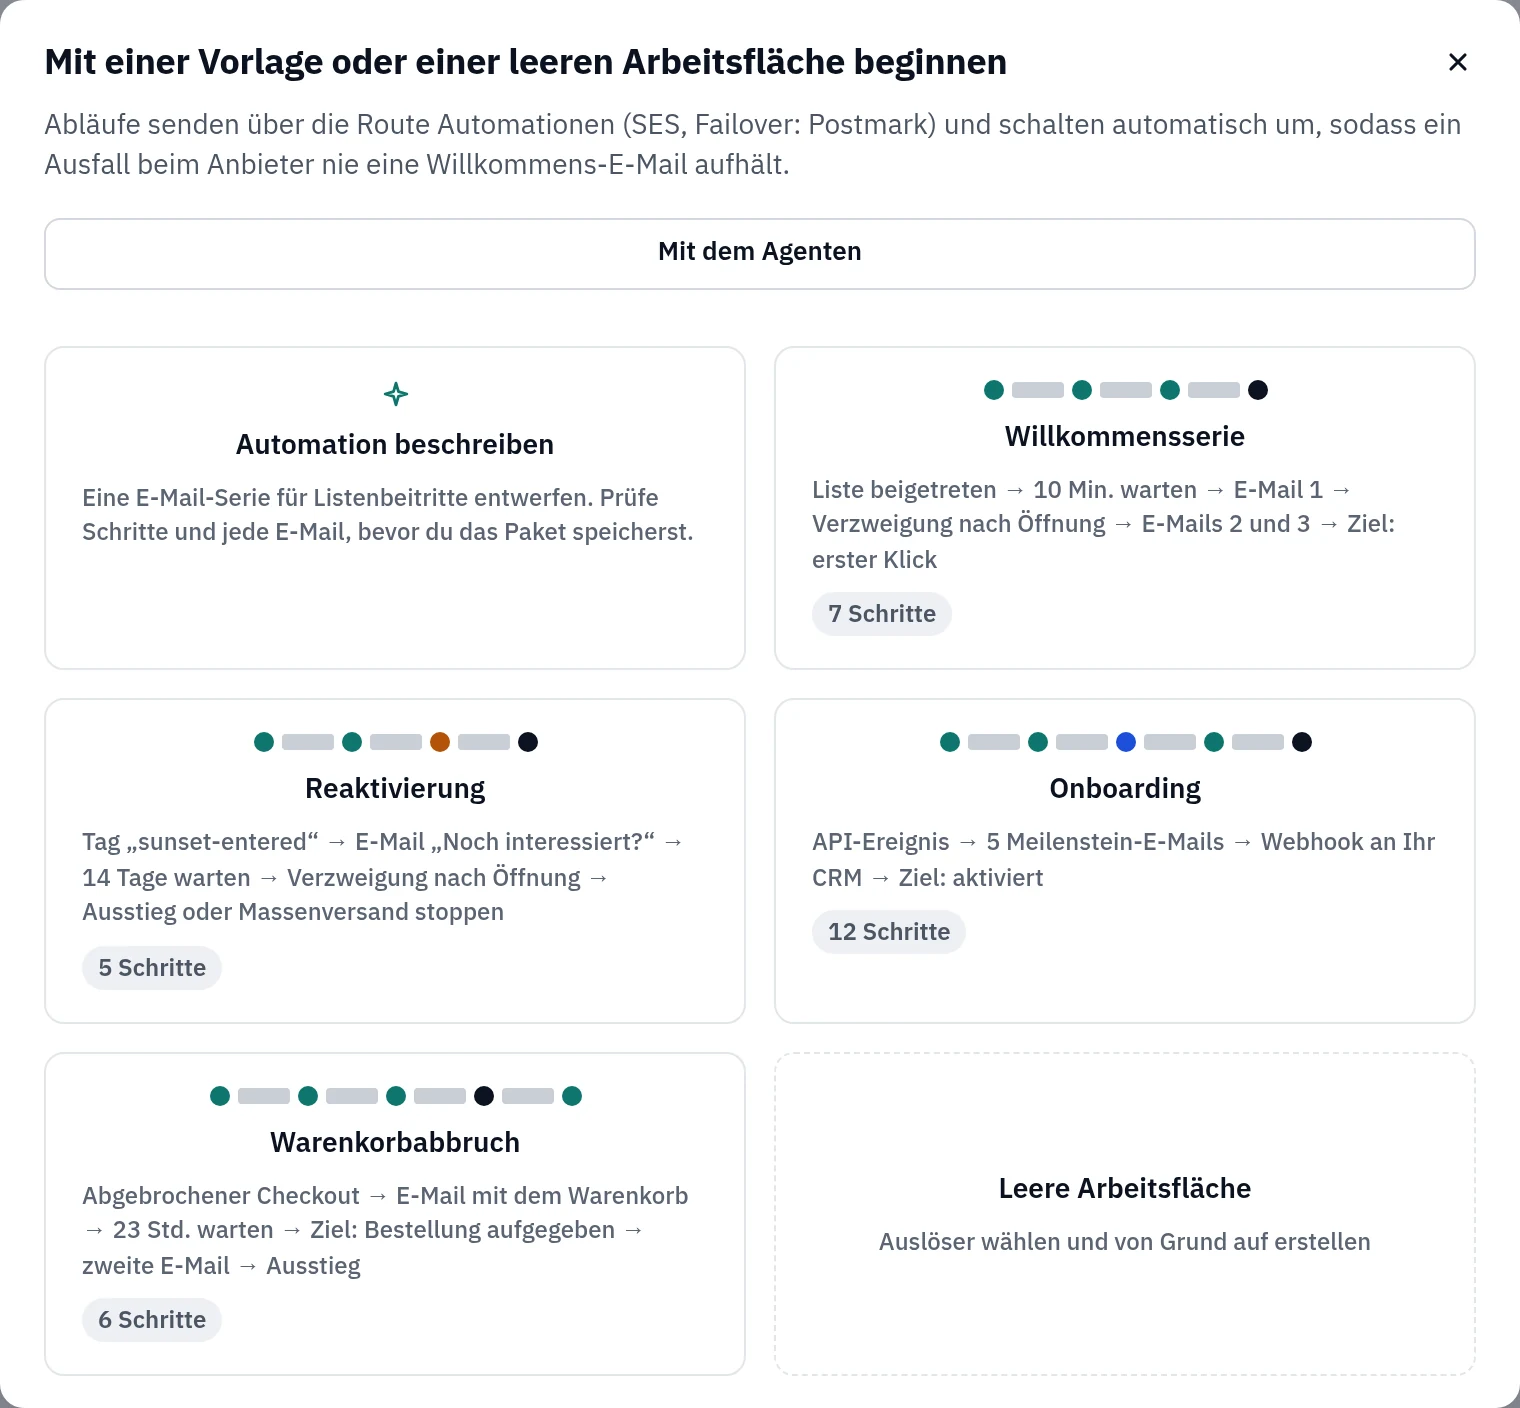 Mit einer Vorlage oder einer leeren Arbeitsfläche beginnen
Abläufe senden über die Route Automationen (SES, Failover: Postmark) und schalten automatisch um, sodass ein
Ausfall beim Anbieter nie eine Willkommens-E-Mail aufhält.
Mit dem Agenten
Automation beschreiben
Eine E-Mail-Serie für Listenbeitritte entwerfen. Prüfe
Schritte und jede E-Mail, bevor du das Paket speicherst.
Willkommensserie
Liste beigetreten → 10 Min. warten → E-Mail 1 →
Verzweigung nach Öffnung → E-Mails 2 und 3 → Ziel:
erster Klick
7 Schritte
Reaktivierung
Tag „sunset-entered“ → E-Mail „Noch interessiert?“ →
14 Tage warten → Verzweigung nach Öffnung →
Ausstieg oder Massenversand stoppen
5 Schritte
Onboarding
API-Ereignis → 5 Meilenstein-E-Mails → Webhook an Ihr
CRM → Ziel: aktiviert
12 Schritte
Warenkorbabbruch
Abgebrochener Checkout → E-Mail mit dem Warenkorb
→ 23 Std. warten → Ziel: Bestellung aufgegeben →
zweite E-Mail → Ausstieg
6 Schritte
Leere Arbeitsfläche
Auslöser wählen und von Grund auf erstellen